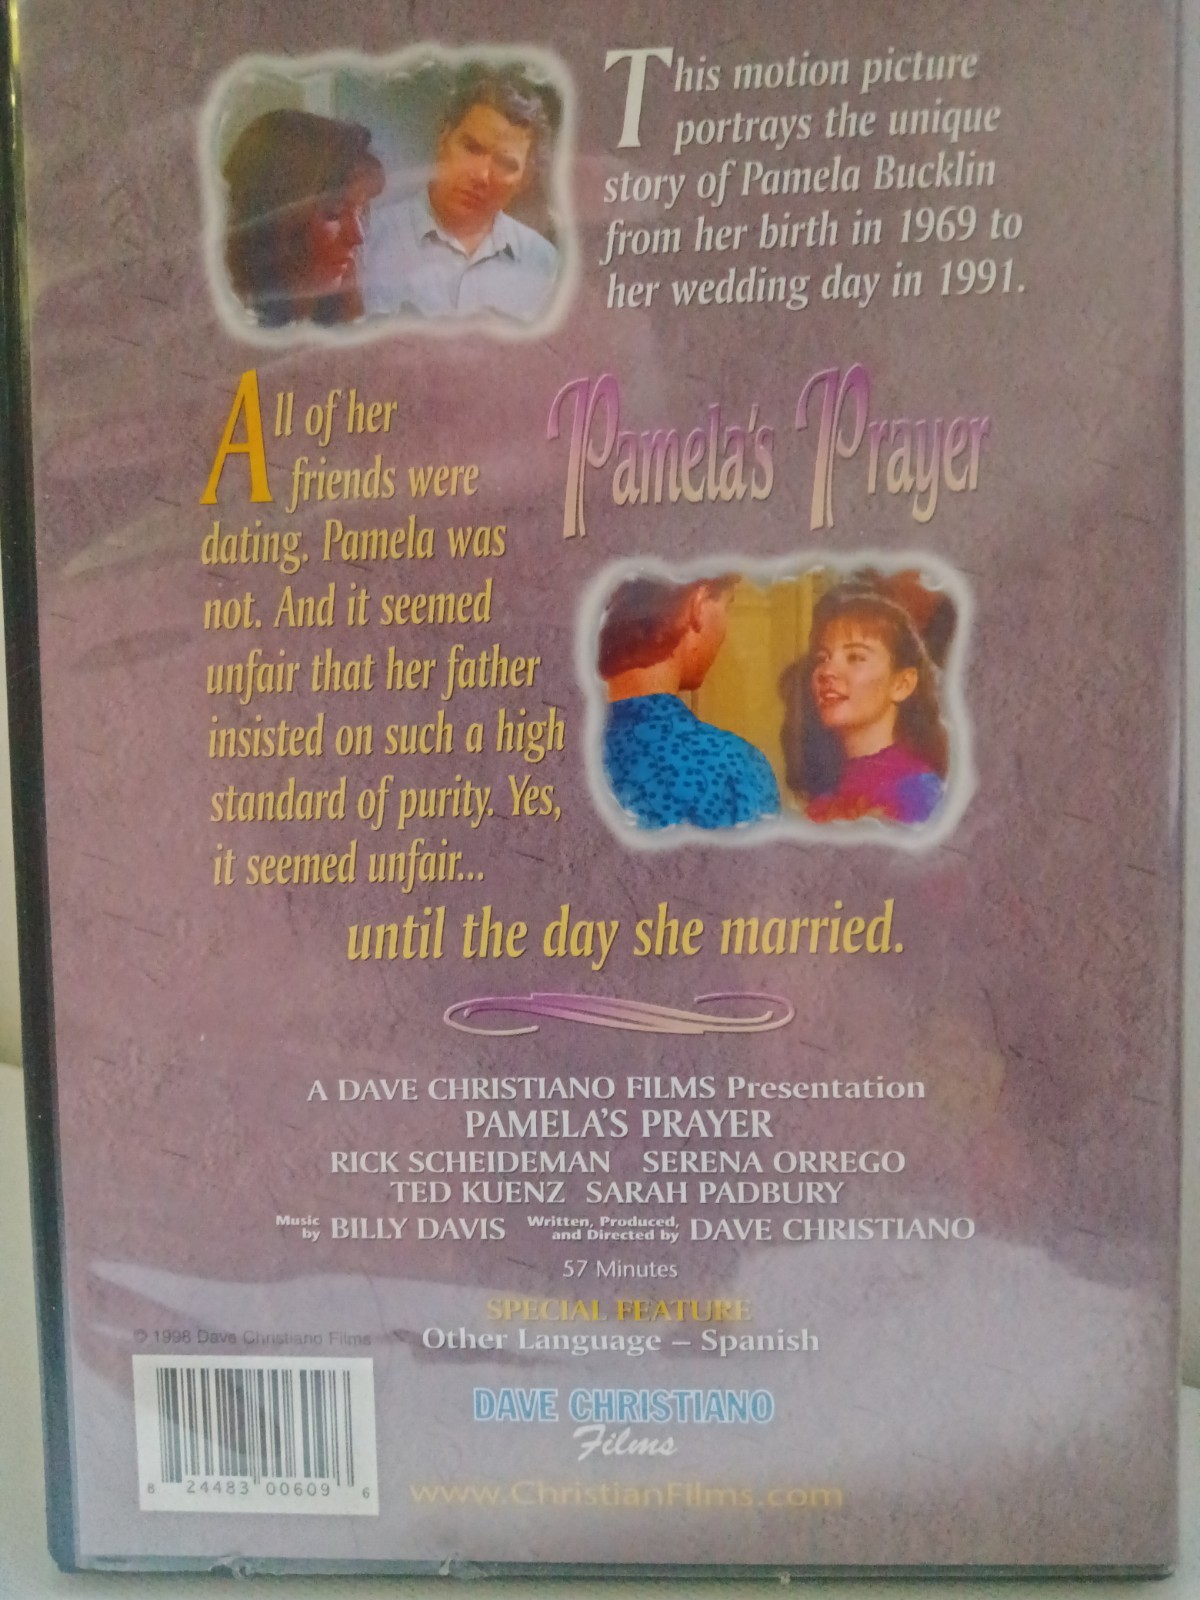 This motion picture
portrays the unique
story of Pamela Bucklin
from her birth in 1969 to
her wedding day in 1991.
All of her
friends were
dating. Pamela was
not. And it seemed
unfair that her father
insisted on such a high
standard of purity. Yes,
it seemed unfair...
until the day she married.
Pamela's Prayer
A DAVE CHRISTIANO FILMS Presentation
PAMELA'S PRAYER
RICK SCHEIDEMAN SERENA ORREGO
TED KUENZ SARAH PADBURY
Music by BILLY DAVIS Written, Produced, and Directed by DAVE CHRISTIANO
57 Minutes
SPECIAL FEATURE
Other Language – Spanish
© 1998 Dave Christiano Films
8 24483 00609 6
DAVE CHRISTIANO
Films
www.ChristianFilms.com